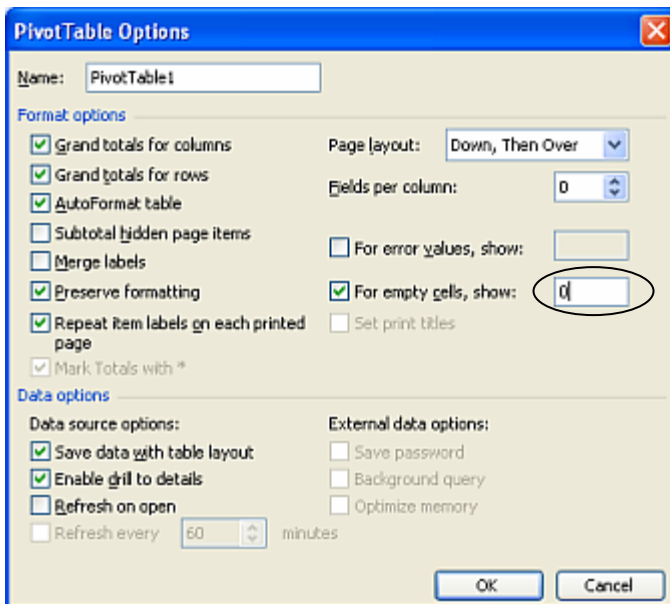 PivotTable Options
Name: PivotTable1
Format options
Grand totals for columns
Page layout: Down, Then Over
Grand totals for rows
Fields per column: 0
AutoFormat table
Subtotal hidden page items
For error values, show:
Merge labels
Preserve formatting
For empty cells, show: 0
Repeat item labels on each printed
page
Set print titles
Mark Totals with *
Data options
Data source options:
External data options:
Save data with table layout
Save password
Enable drill to details
Background query
Refresh on open
Optimize memory
Refresh every 60 minutes
OK
Cancel